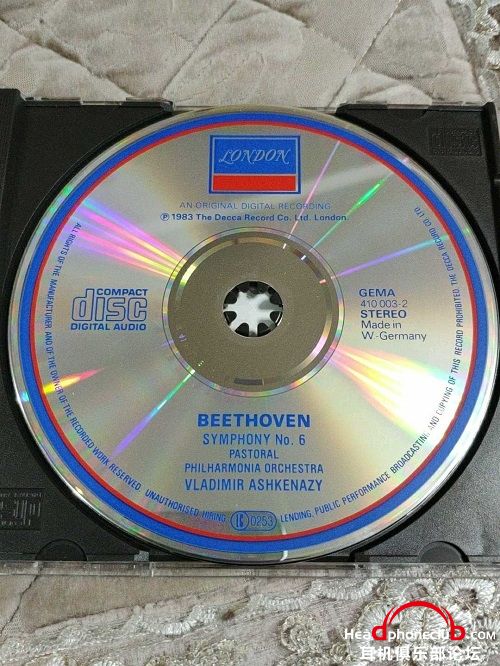 LONDON
AN ORIGINAL DIGITAL RECORDING
℗ 1983 The Decca Record Co. Ltd. London.
COMPACT
disc
DIGITAL AUDIO
GEMA
410 003-2
STEREO
Made in
W.-Germany
BEETHOVEN
SYMPHONY No. 6
PASTORAL
PHILHARMONIA ORCHESTRA
VLADIMIR ASHKENAZY
ALL RIGHTS OF THE MANUFACTURER AND OF THE OWNER OF THE RECORDED WORK RESERVED. UNAUTHORISED HIRING, LENDING, PUBLIC PERFORMANCE, BROADCASTING AND COPYING OF THIS RECORD PROHIBITED. THE DECCA RECORD CO. LTD.
LC 0253
Headphoneclub.com
耳机俱乐部论坛